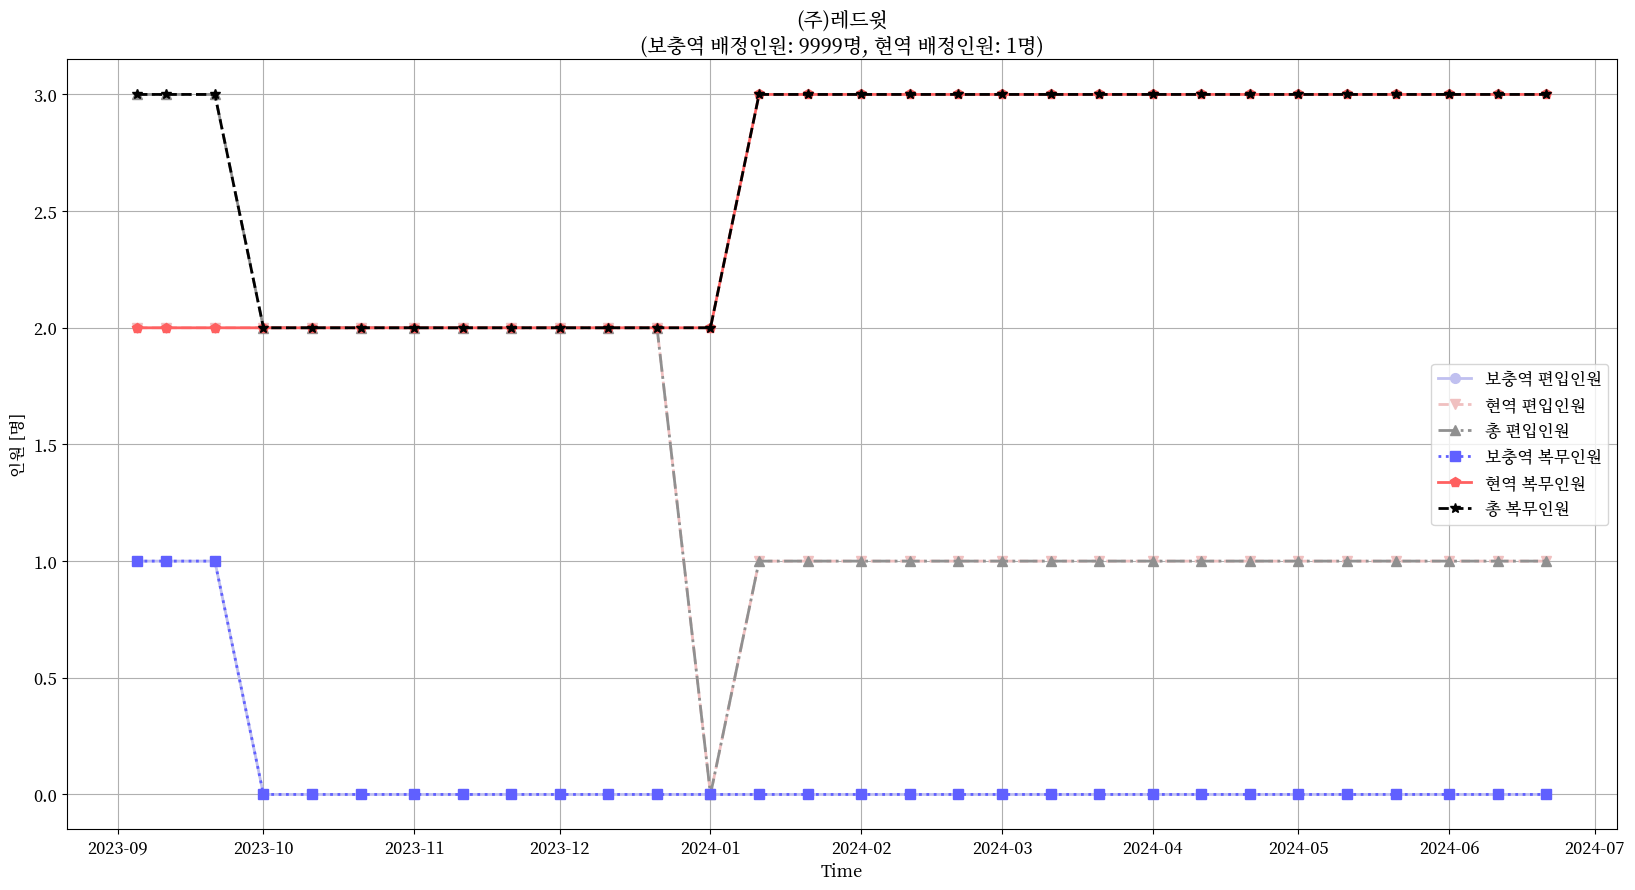 (주)레드윗
(보충역 배정인원: 9999명, 현역 배정인원: 1명)
3.0
2.5
2.0
1.5
1.0
0.5
0.0
인원 [명]
보충역 편입인원
현역 편입인원
총 편입인원
보충역 복무인원
현역 복무인원
총 복무인원
2023-09 2023-10 2023-11 2023-12 2024-01 2024-02 2024-03 2024-04 2024-05 2024-06 2024-07
Time